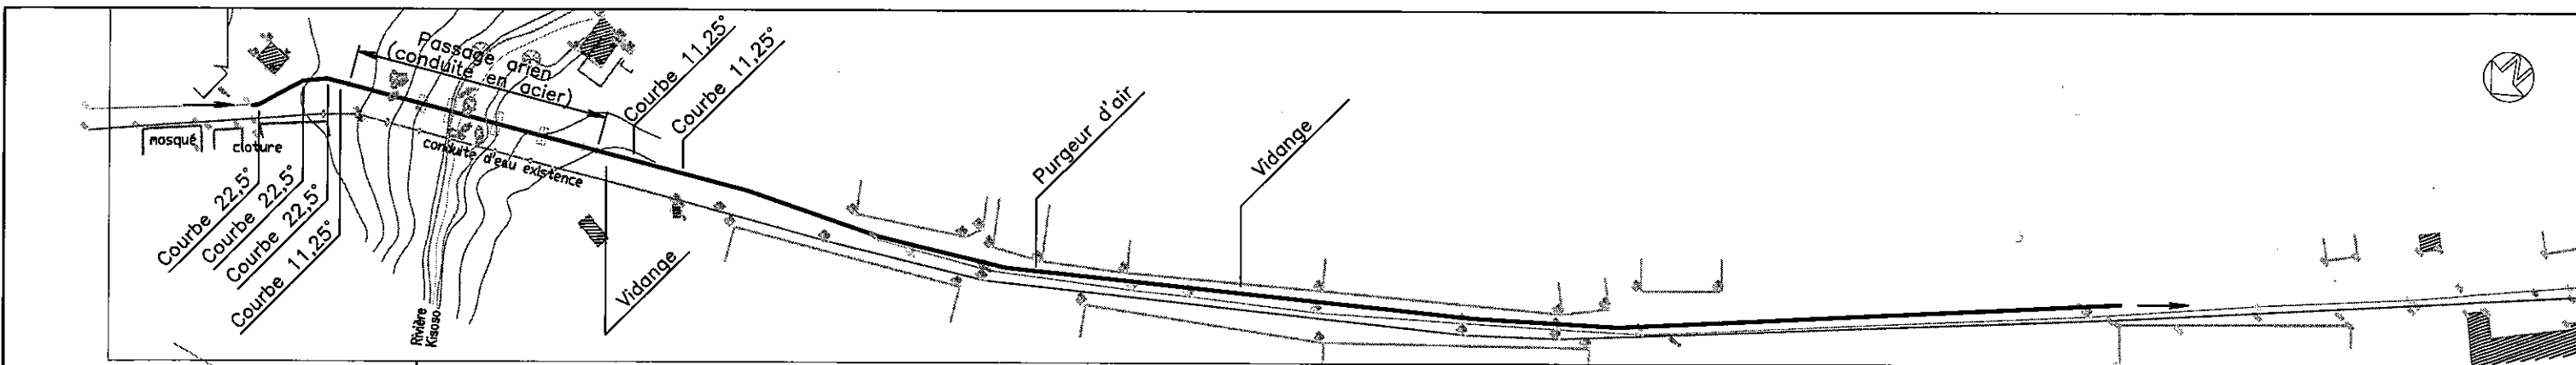 Passage arien
(conduite en acier)
Courbe 11,25°
Courbe 11,25°
mosqué
cloture
conduite d'eau existence
Courbe 22,5°
Courbe 22,5°
Courbe 22,5°
Courbe 11,25°
Rivière
Kisoso
Vidange
Purgeur d'air
Vidange
N